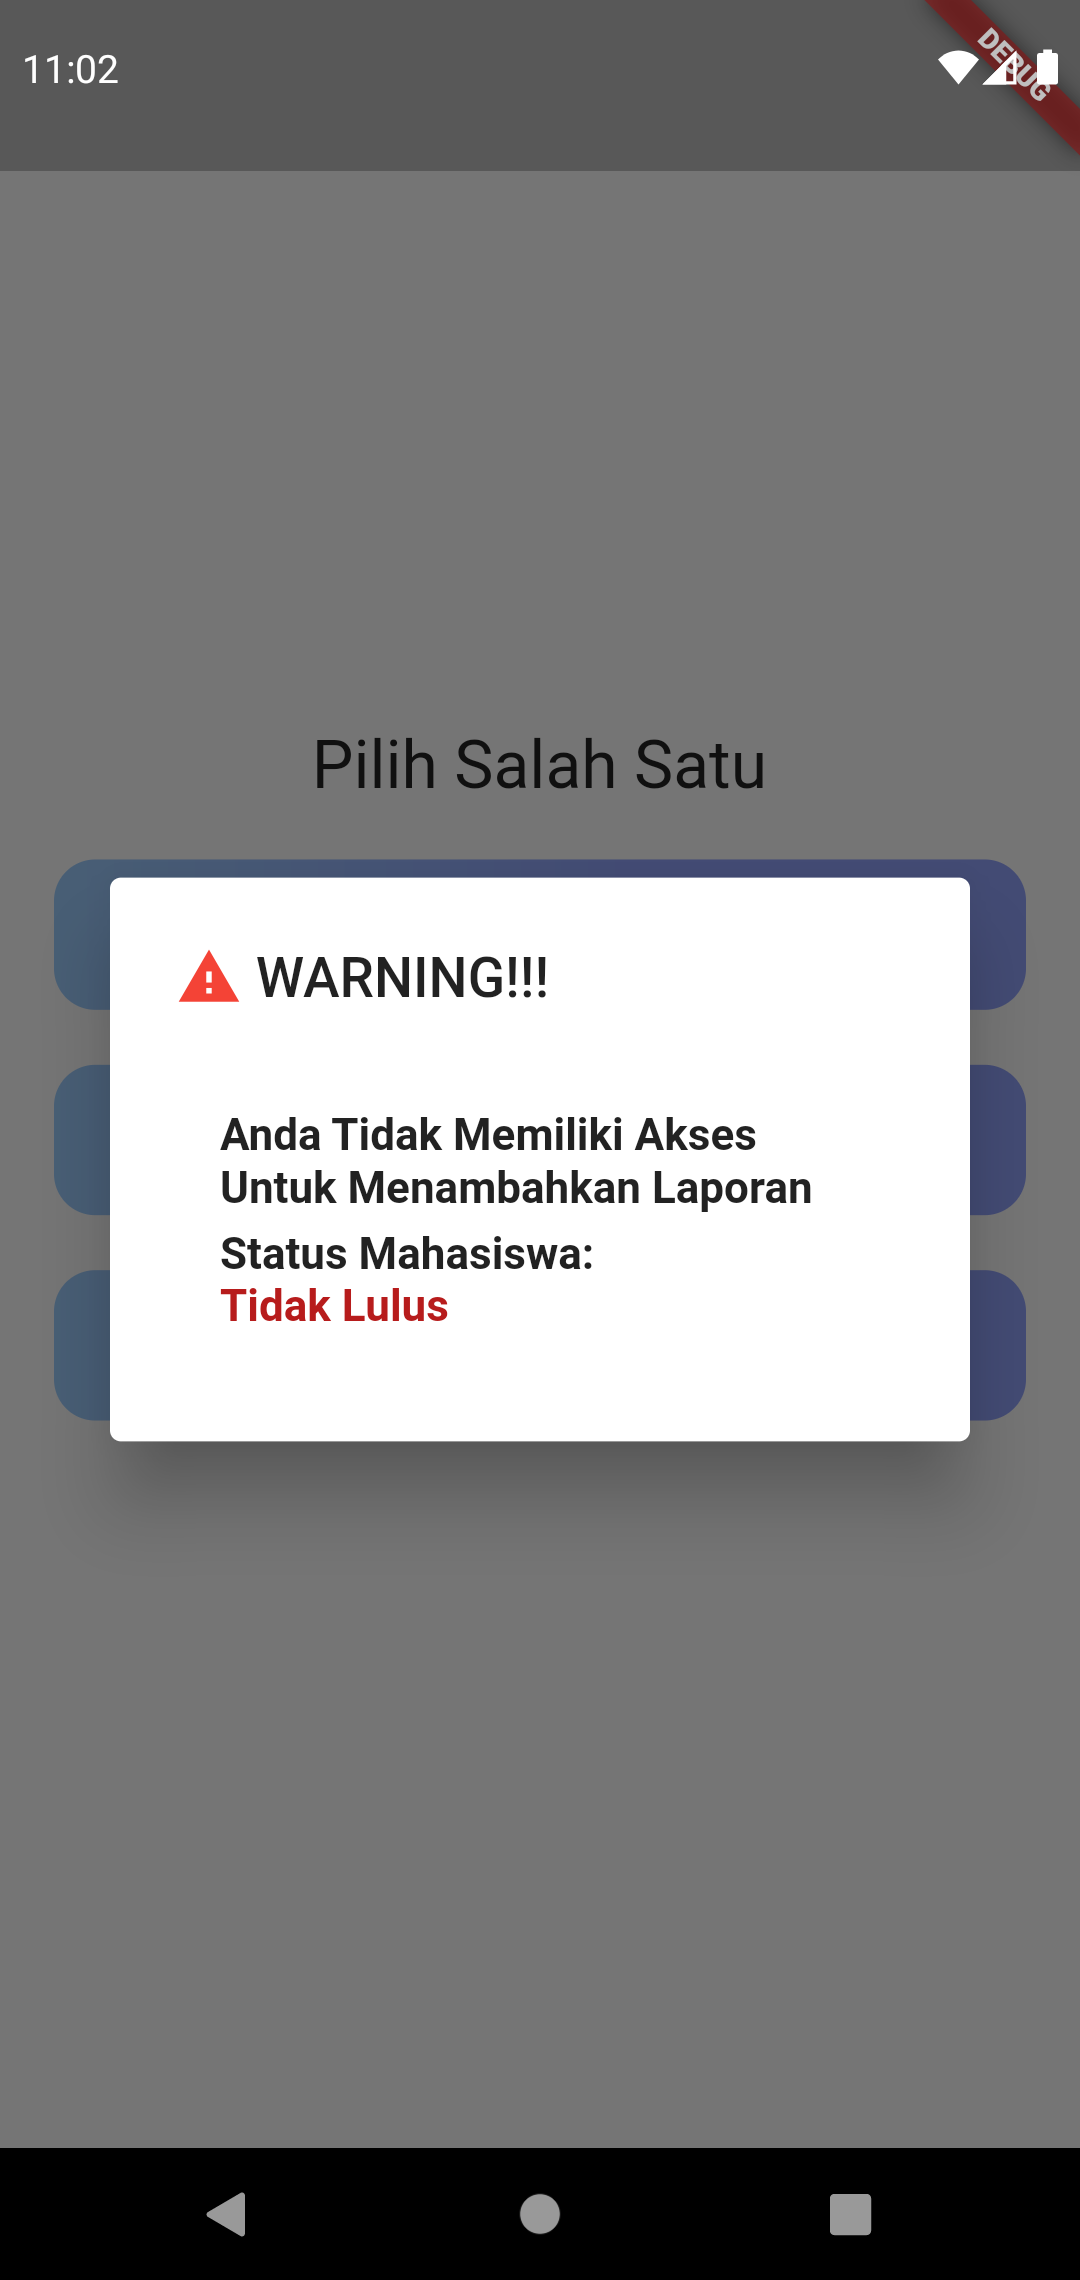 11:02
DEBUG
Pilih Salah Satu
WARNING!!!
Anda Tidak Memiliki Akses
Untuk Menambahkan Laporan
Status Mahasiswa:
Tidak Lulus